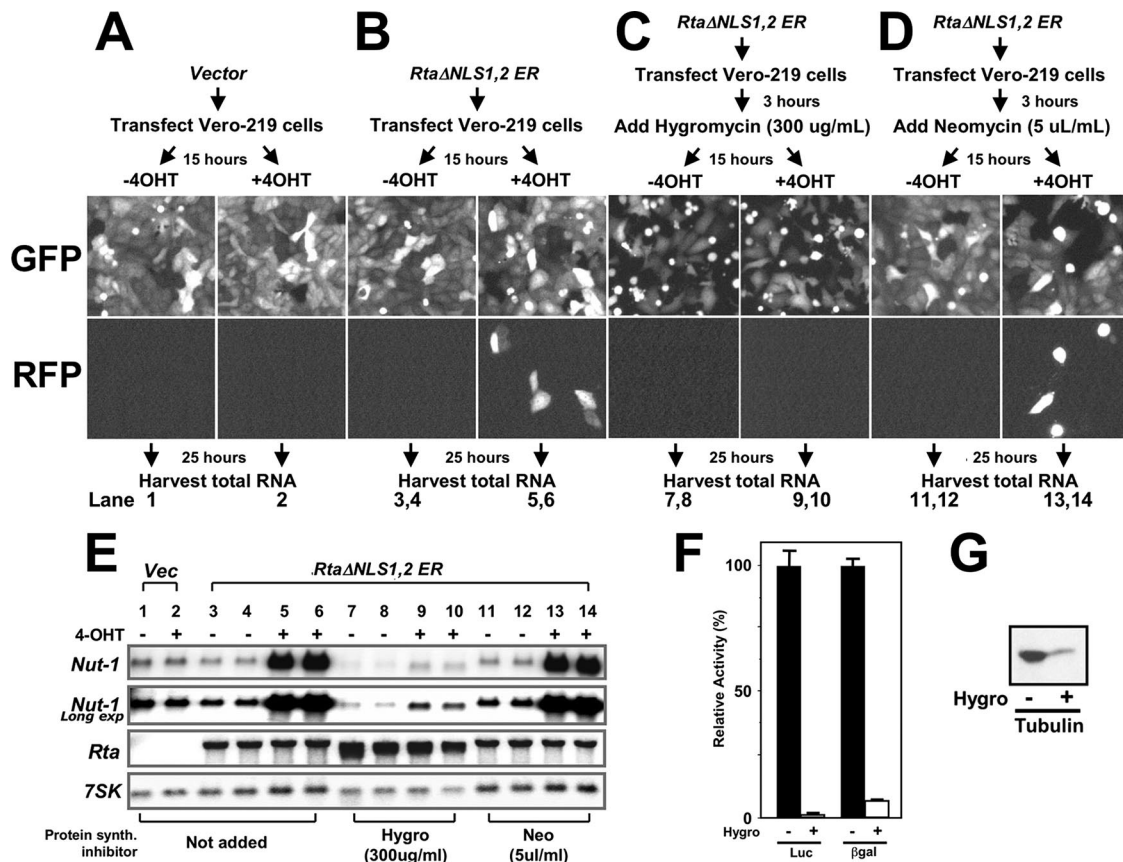 A
B
C
D
Vector
RtaΔNLS1,2 ER
RtaΔNLS1,2 ER
RtaΔNLS1,2 ER
Transfect Vero-219 cells
Transfect Vero-219 cells
Transfect Vero-219 cells
Transfect Vero-219 cells
3 hours
3 hours
Add Hygromycin (300 ug/mL)
Add Neomycin (5 uL/mL)
15 hours
15 hours
15 hours
15 hours
-4OHT +4OHT -4OHT +4OHT -4OHT +4OHT -4OHT +4OHT
GFP
RFP
25 hours 25 hours 25 hours 25 hours
Harvest total RNA Harvest total RNA Harvest total RNA Harvest total RNA
Lane 1 2 3,4 5,6 7,8 9,10 11,12 13,14
E
Vec RtaΔNLS1,2 ER
1 2 3 4 5 6 7 8 9 10 11 12 13 14
4-OHT - + - - + + - - + + - - + +
Nut-1
Nut-1
Long exp
Rta
7SK
Protein synth.
inhibitor
Not added
Hygro
(300ug/ml)
Neo
(5ul/ml)
F
Relative Activity (%)
100
50
0
Hygro - + - +
Luc βgal
G
Hygro - +
Tubulin